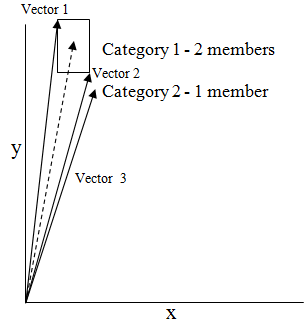 Vector 1
Category 1 - 2 members
Vector 2
Category 2 - 1 member
y
Vector 3
x